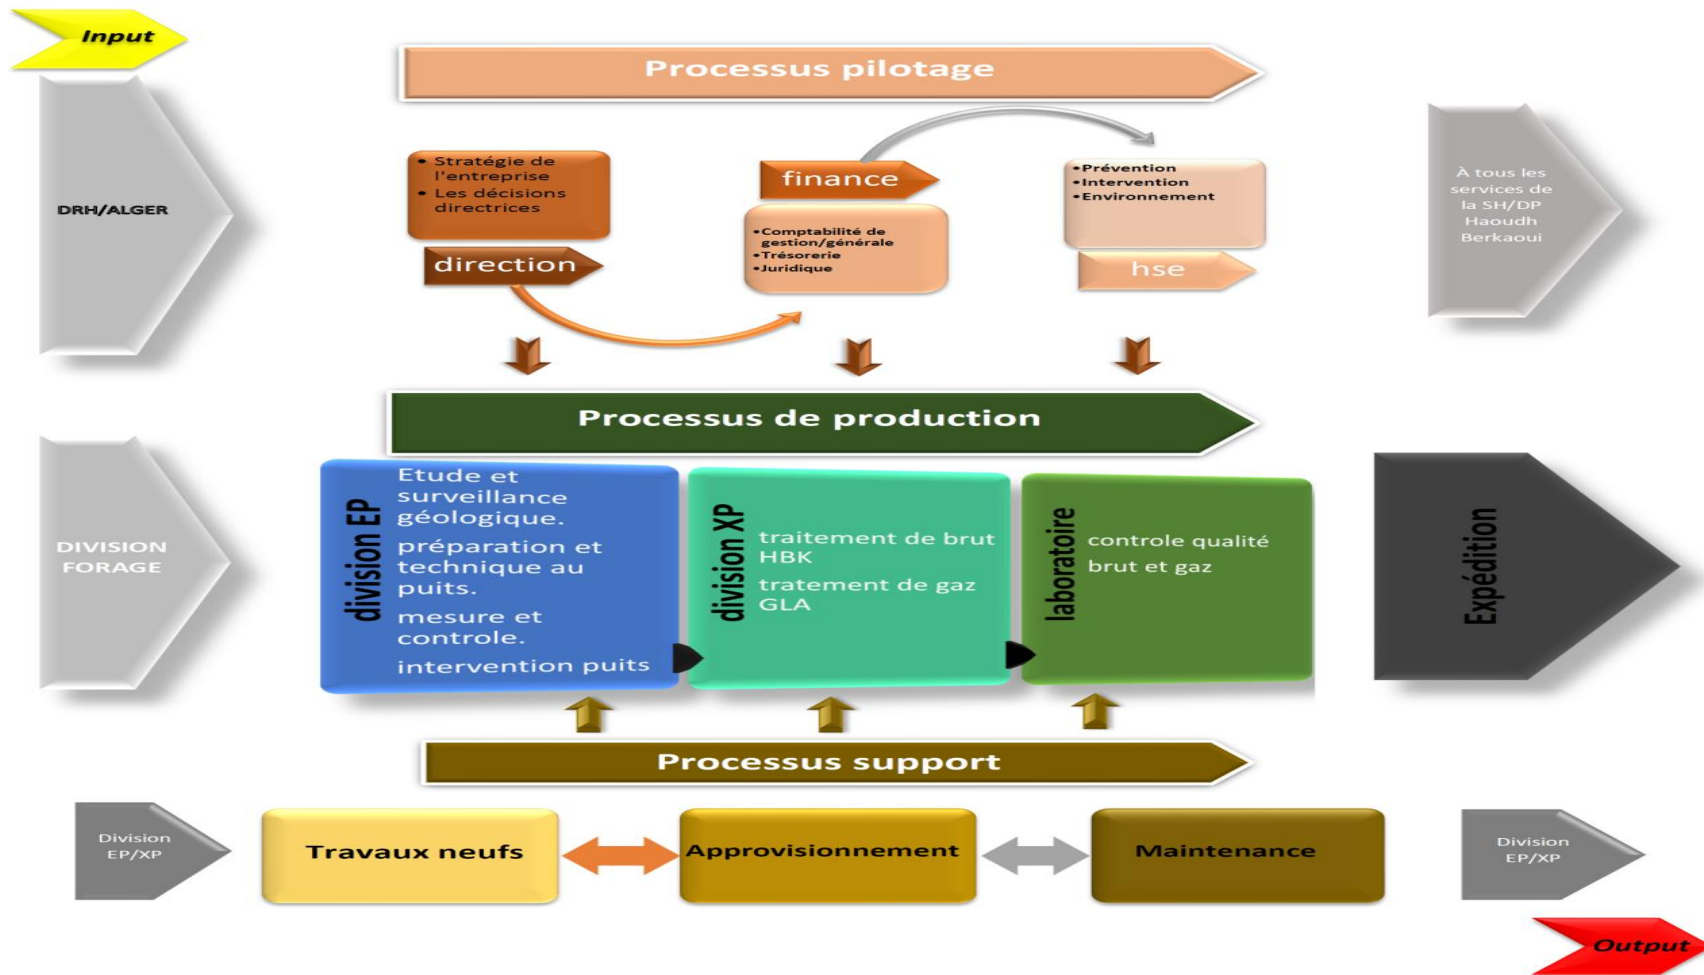 Input
Processus pilotage
DRH/ALGER
• Stratégie de
l'entreprise
• Les décisions
directrices
direction
finance
•Comptabilité de
gestion/générale
•Trésorerie
•Juridique
•Prévention
•Intervention
•Environnement
hse
À tous les
services de
la SH/DP
Haoudh
Berkaoui
Processus de production
DIVISION
FORAGE
division EP
Etude et
surveillance
géologique.
préparation et
technique au
puits.
mesure et
controle.
intervention puits
division XP
traitement de brut
HBK
tratement de gaz
GLA
laboratoire
controle qualité
brut et gaz
Expédition
Processus support
Division
EP/XP
Travaux neufs
Approvisionnement
Maintenance
Division
EP/XP
Output